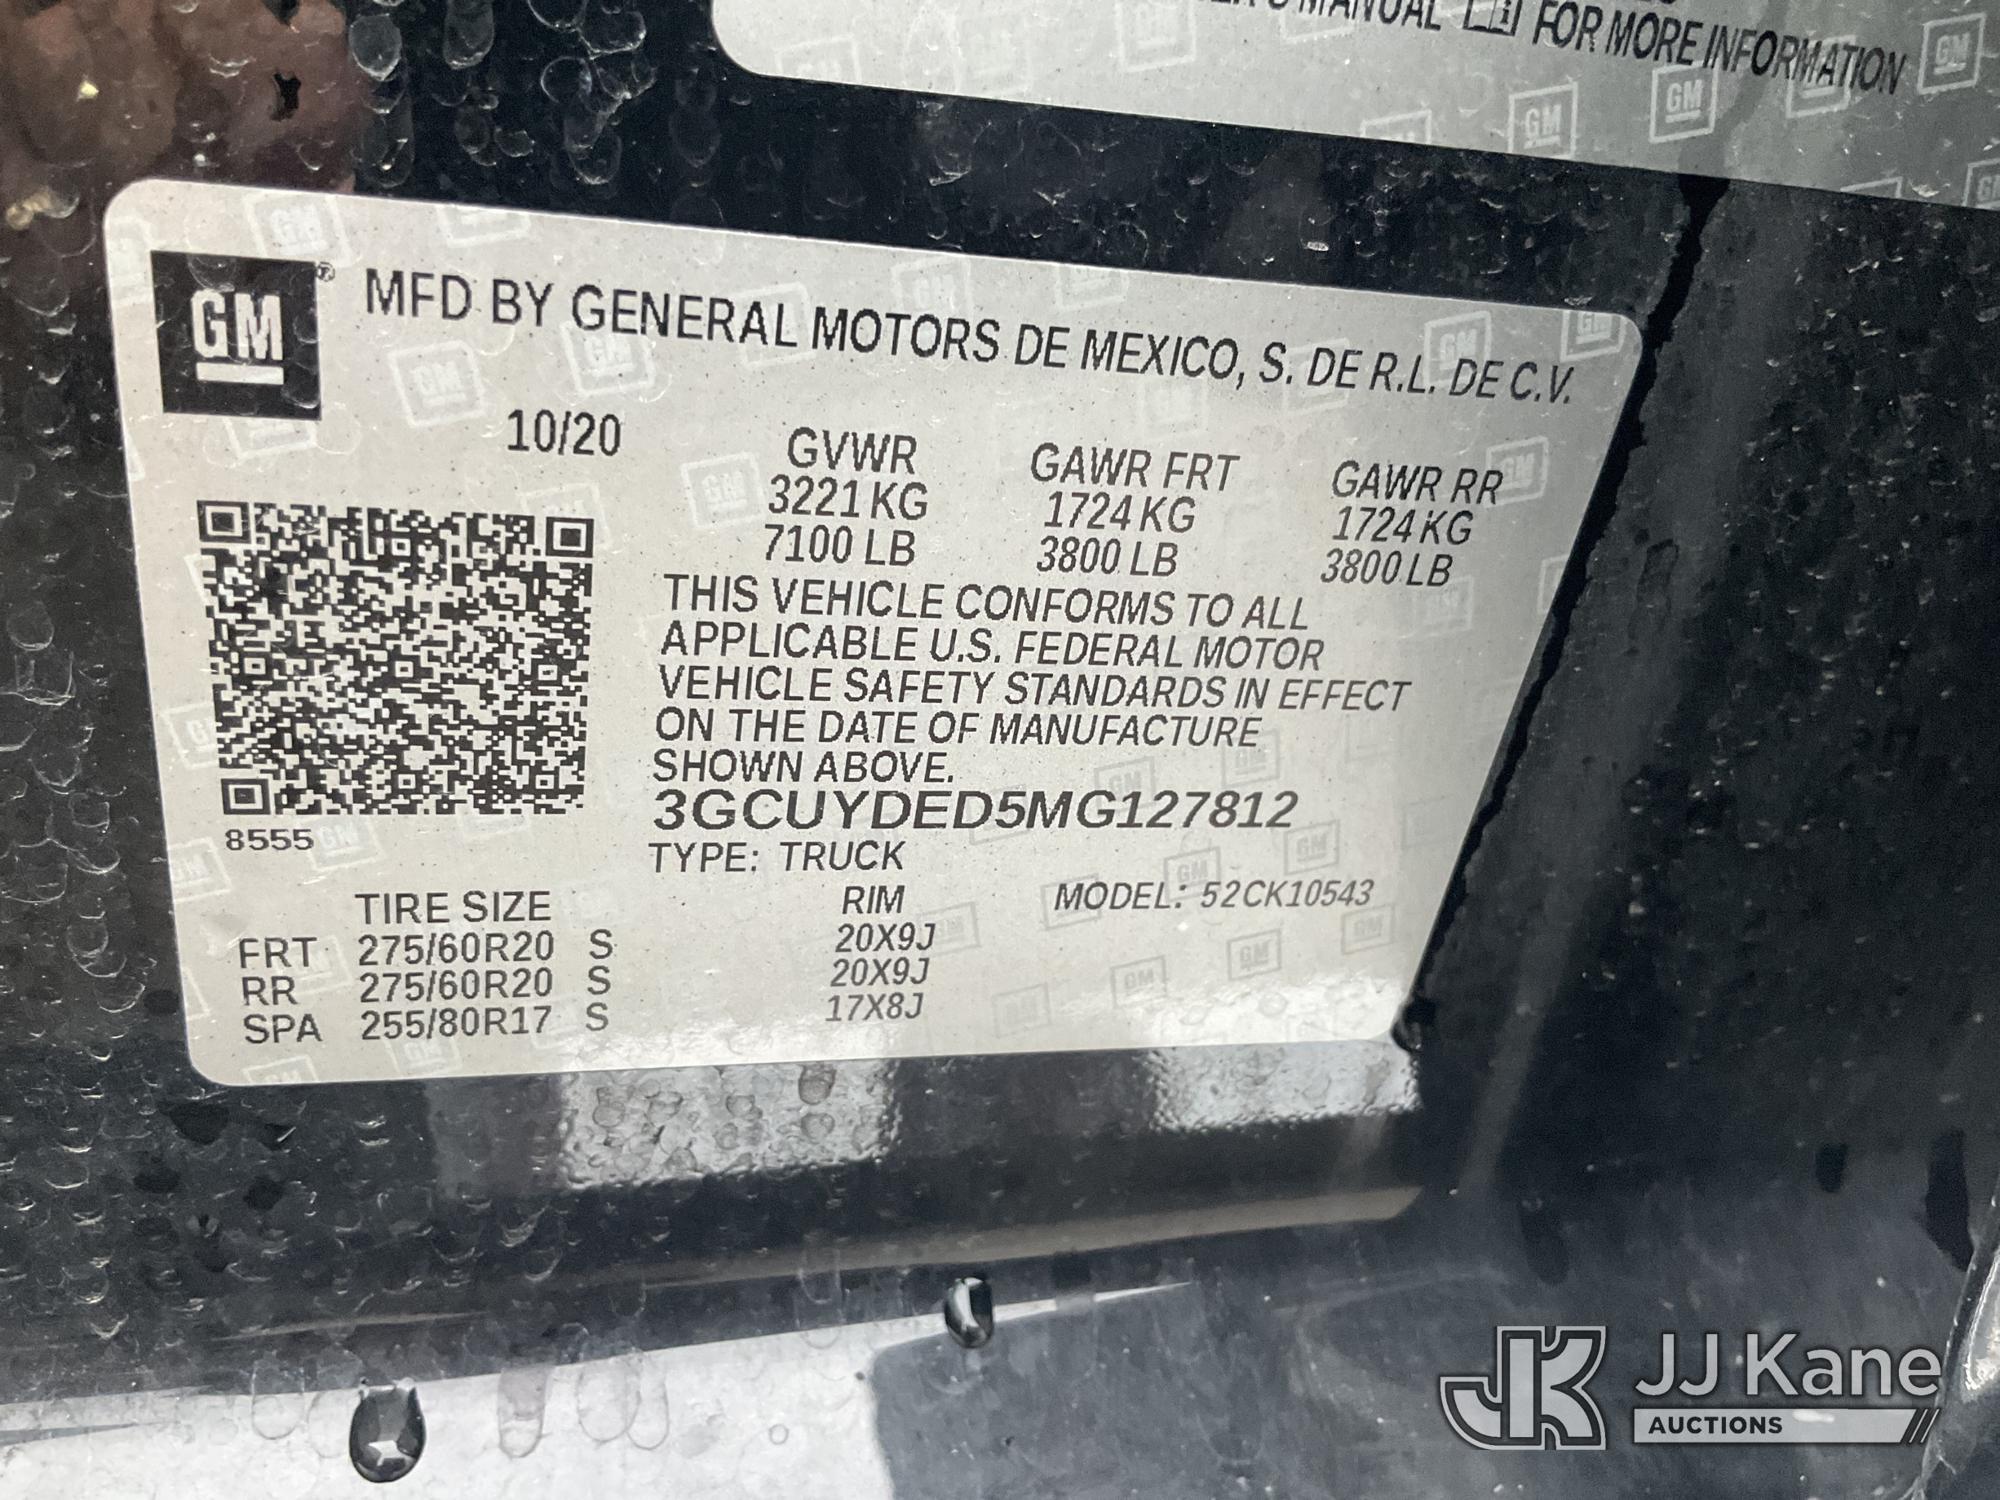 MANUAL FOR MORE INFORMATION
GM
MFD BY GENERAL MOTORS DE MEXICO, S. DE R.L. DE C.V.
10/20
GVWR GAWR FRT GAWR RR
3221 KG 1724 KG 1724 KG
7100 LB 3800 LB 3800 LB
THIS VEHICLE CONFORMS TO ALL
APPLICABLE U.S. FEDERAL MOTOR
VEHICLE SAFETY STANDARDS IN EFFECT
ON THE DATE OF MANUFACTURE
SHOWN ABOVE.
3GCUYDED5MG127812
8555
TYPE: TRUCK
TIRE SIZE RIM MODEL: 52CK10543
FRT 275/60R20 S 20X9J
RR 275/60R20 S 20X9J
SPA 255/80R17 S 17X8J
JK JJ Kane
AUCTIONS